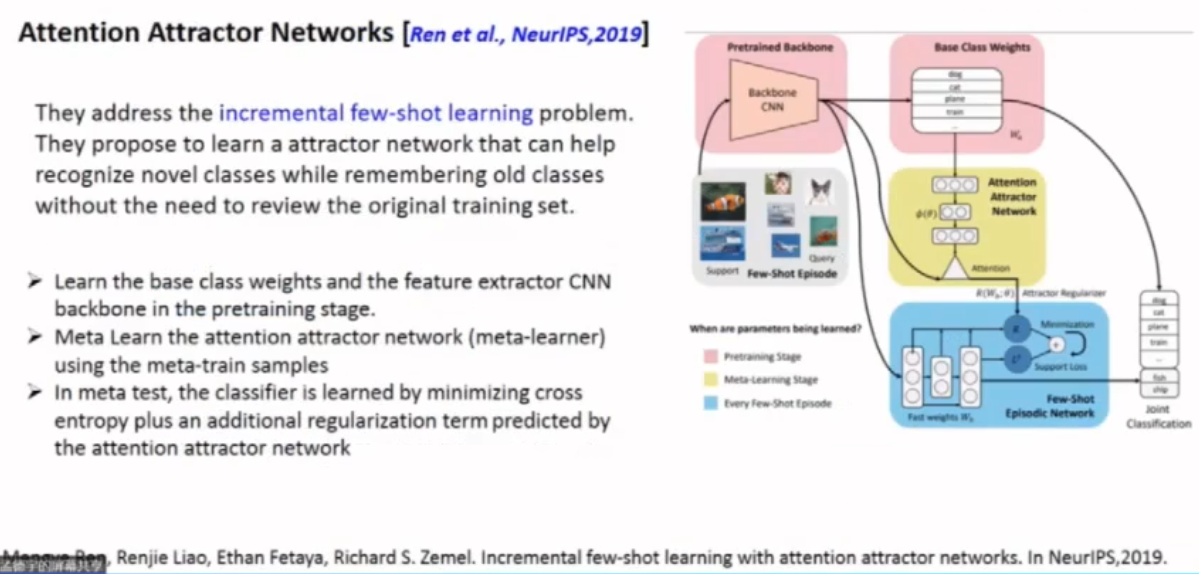 Attention Attractor Networks [Ren et al., NeurIPS,2019]
They address the incremental few-shot learning problem.
They propose to learn a attractor network that can help
recognize novel classes while remembering old classes
without the need to review the original training set.
➢ Learn the base class weights and the feature extractor CNN
backbone in the pretraining stage.
➢ Meta Learn the attention attractor network (meta-learner)
using the meta-train samples
➢ In meta test, the classifier is learned by minimizing cross
entropy plus an additional regularization term predicted by
the attention attractor network
Pretrained Backbone
Backbone
CNN
Base Class Weights
dog
cat
plane
train
...
Support
Query
Few-Shot Episode
Attention
Attractor
Network
Attention
Attractor Regularizer
R
Minimization
+
Support Loss
Fast weights
Few-Shot
Episodic Network
dog
cat
plane
train
...
fish
ship
Joint
Classification
When are parameters being learned?
Pretraining Stage
Meta-Learning Stage
Every Few-Shot Episode
Ren, Renjie Liao, Ethan Fetaya, Richard S. Zemel. Incremental few-shot learning with attention attractor networks. In NeurIPS,2019.
的屏幕共享